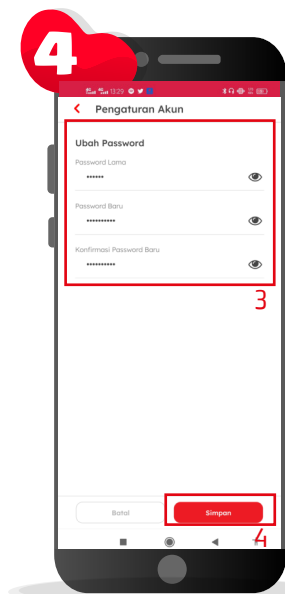 4
13:29
Pengaturan Akun
Ubah Password
Password Lama
••••••
Password Baru
••••••••••
Konfirmasi Password Baru
••••••••••
3
Batal
Simpan
4